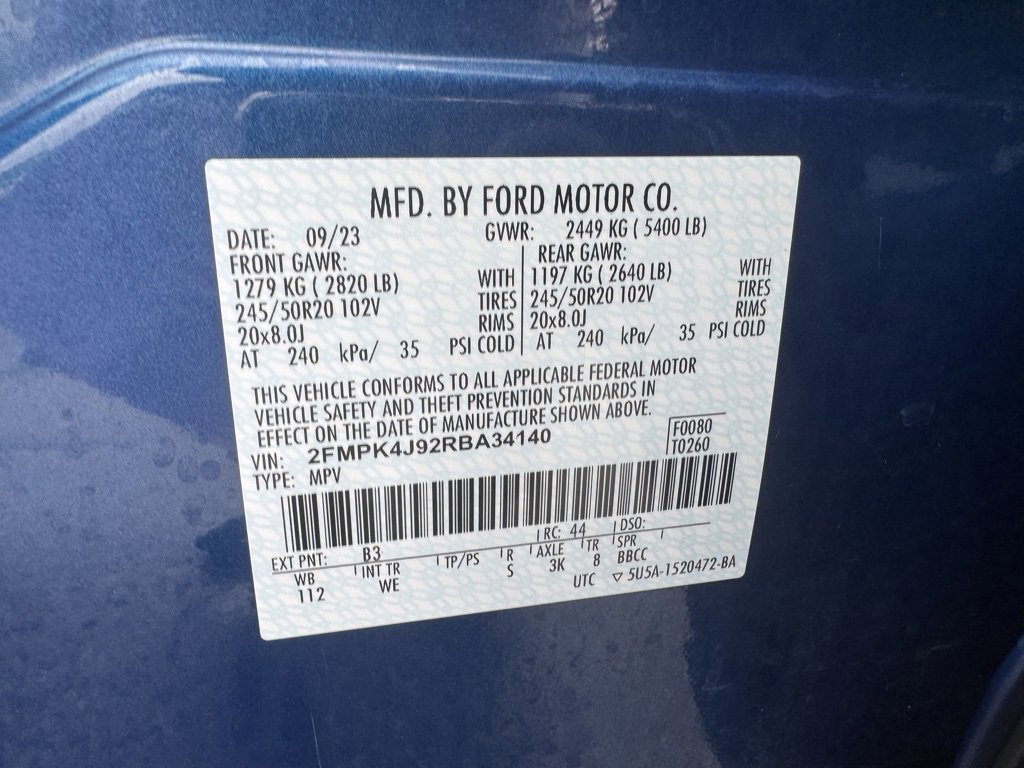 MFD. BY FORD MOTOR CO.
DATE: 09/23 GVWR: 2449 KG ( 5400 LB)
FRONT GAWR: REAR GAWR:
1279 KG ( 2820 LB) WITH 1197 KG ( 2640 LB) WITH
245/50R20 102V TIRES 245/50R20 102V TIRES
20x8.0J RIMS 20x8.0J RIMS
AT 240 kPa/ 35 PSI COLD AT 240 kPa/ 35 PSI COLD
THIS VEHICLE CONFORMS TO ALL APPLICABLE FEDERAL MOTOR
VEHICLE SAFETY AND THEFT PREVENTION STANDARDS IN
EFFECT ON THE DATE OF MANUFACTURE SHOWN ABOVE.
VIN: 2FMPK4J92RBA34140 F0080
TYPE: MPV T0260
EXT PNT: B3 RC: 44 DSO:
WB INT TR TP/PS R AXLE TR SPR
112 WE S 3K 8 BBCC
UTC ▽ 5U5A-1520472-BA